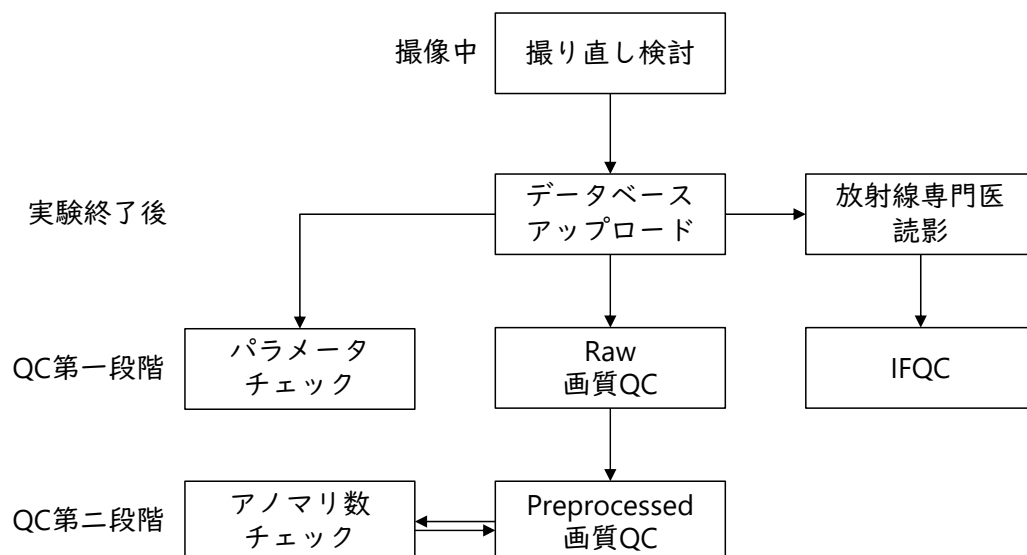 撮像中
撮り直し検討
実験終了後
データベース
アップロード
放射線専門医
読影
QC第一段階
パラメータ
チェック
Raw
画質QC
IFQC
QC第二段階
アノマリ数
チェック
Preprocessed
画質QC